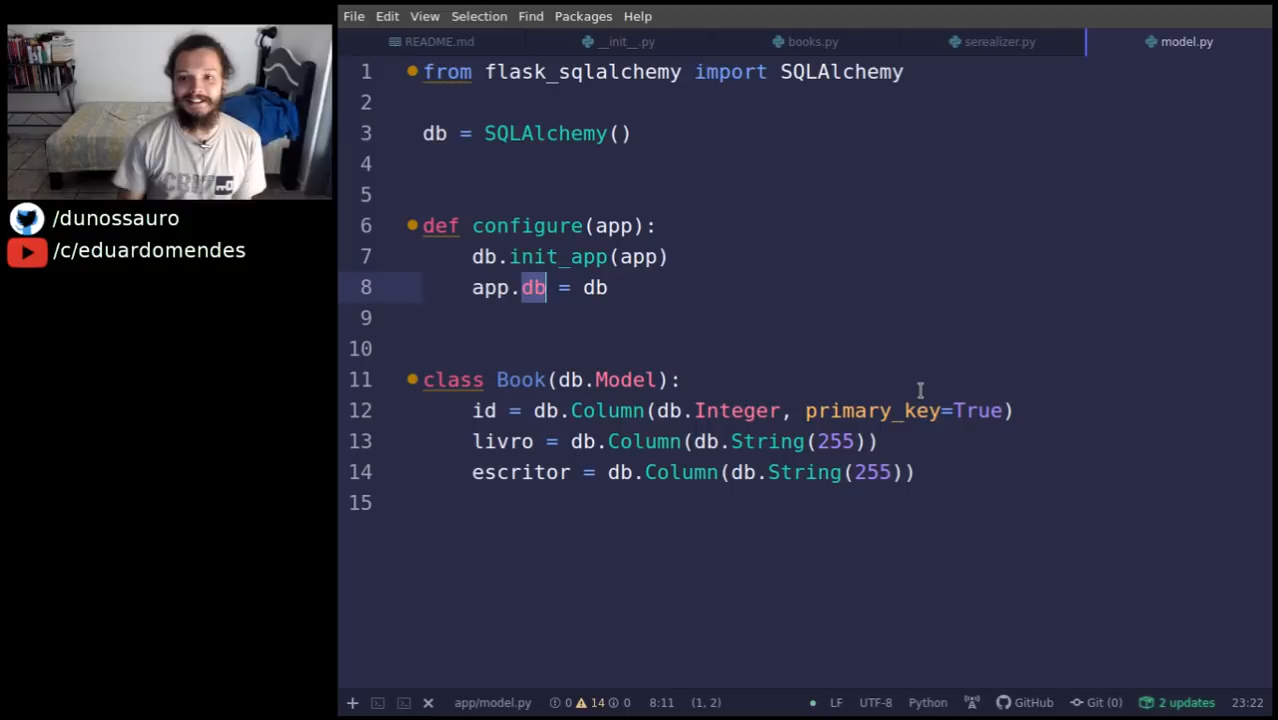 File Edit View Selection Find Packages Help
README.md __init__.py books.py serealizer.py model.py
1 from flask_sqlalchemy import SQLAlchemy
2
3 db = SQLAlchemy()
4
5
6 def configure(app):
7 db.init_app(app)
8 app.db = db
9
10
11 class Book(db.Model):
12 id = db.Column(db.Integer, primary_key=True)
13 livro = db.Column(db.String(255))
14 escritor = db.Column(db.String(255))
15
/dunossauro
/c/eduardomendes
app/model.py 0 14 0 8:11 (1, 2) LF UTF-8 Python GitHub Git (0) 2 updates 23:22